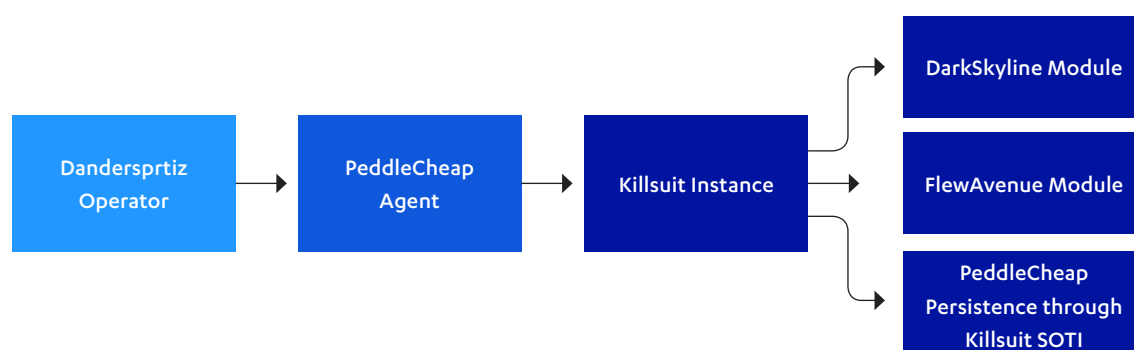 Dandersprtiz
Operator
PeddleCheap
Agent
Killsuit Instance
DarkSkyline Module
FlewAvenue Module
PeddleCheap
Persistence through
Killsuit SOTI